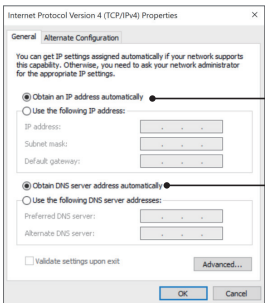 Internet Protocol Version 4 (TCP/IPv4) Properties
General
Alternate Configuration
You can get IP settings assigned automatically if your network supports
this capability. Otherwise, you need to ask your network administrator
for the appropriate IP settings.
Obtain an IP address automatically
Use the following IP address:
IP address:
Subnet mask:
Default gateway:
Obtain DNS server address automatically
Use the following DNS server addresses:
Preferred DNS server:
Alternate DNS server:
Validate settings upon exit
Advanced...
OK
Cancel